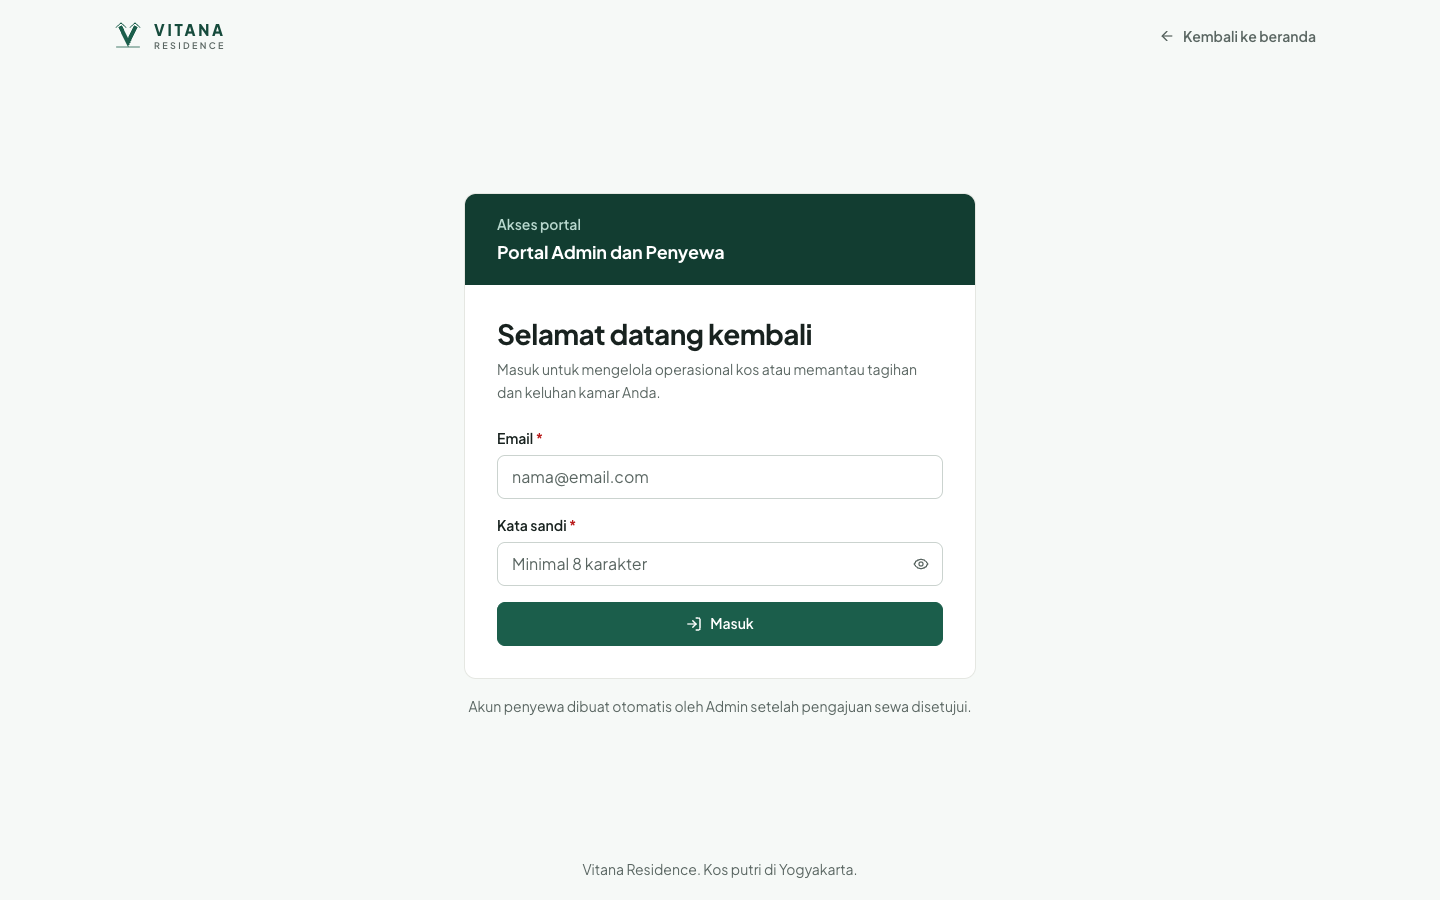 VITANA
RESIDENCE
Kembali ke beranda
Akses portal
Portal Admin dan Penyewa
Selamat datang kembali
Masuk untuk mengelola operasional kos atau memantau tagihan
dan keluhan kamar Anda.
Email *
nama@email.com
Kata sandi *
Minimal 8 karakter
Masuk
Akun penyewa dibuat otomatis oleh Admin setelah pengajuan sewa disetujui.
Vitana Residence. Kos putri di Yogyakarta.